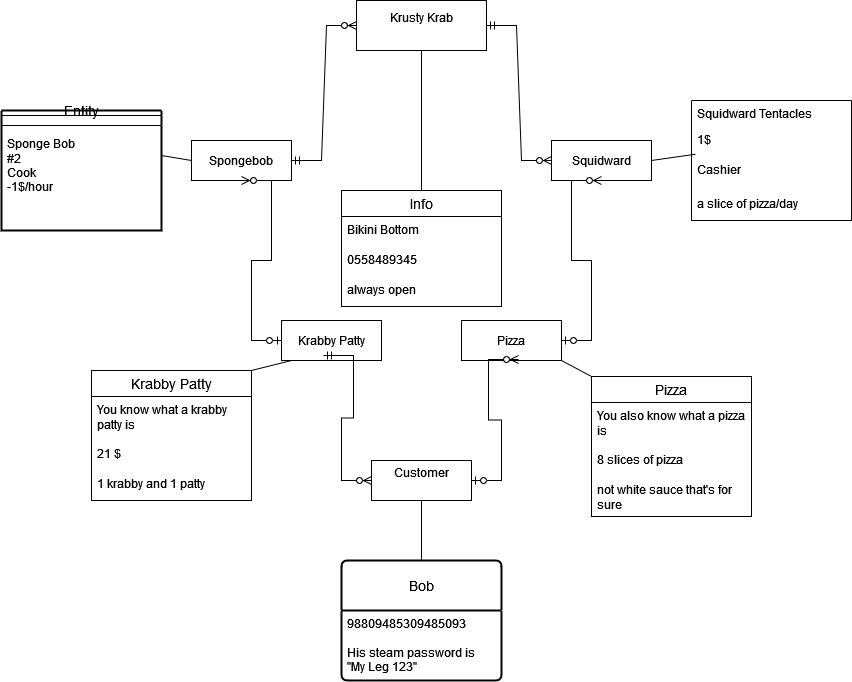 Krusty Krab
Entity
Sponge Bob
#2
Cook
-1$/hour
Spongebob
Squidward
Squidward Tentacles
1$
Cashier
a slice of pizza/day
Info
Bikini Bottom
0558489345
always open
Krabby Patty
Pizza
Krabby Patty
You know what a krabby
patty is
21 $
1 krabby and 1 patty
Pizza
You also know what a pizza
is
8 slices of pizza
not white sauce that's for
sure
Customer
Bob
98809485309485093
His steam password is
"My Leg 123"